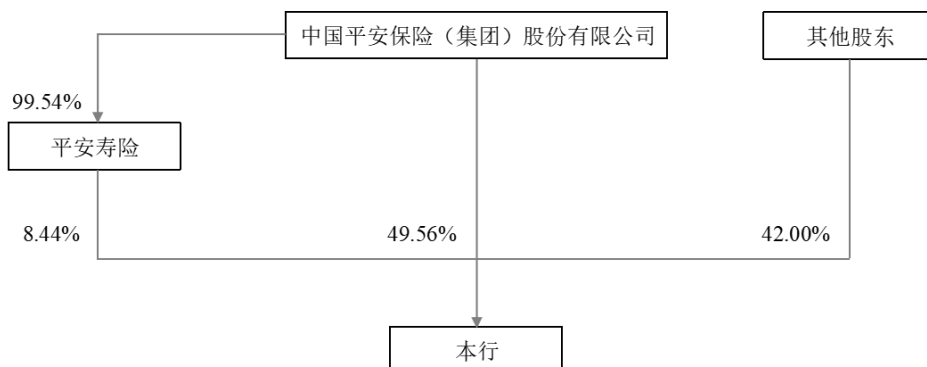 中国平安保险（集团）股份有限公司
其他股东
99.54%
平安寿险
8.44%
49.56%
42.00%
本行